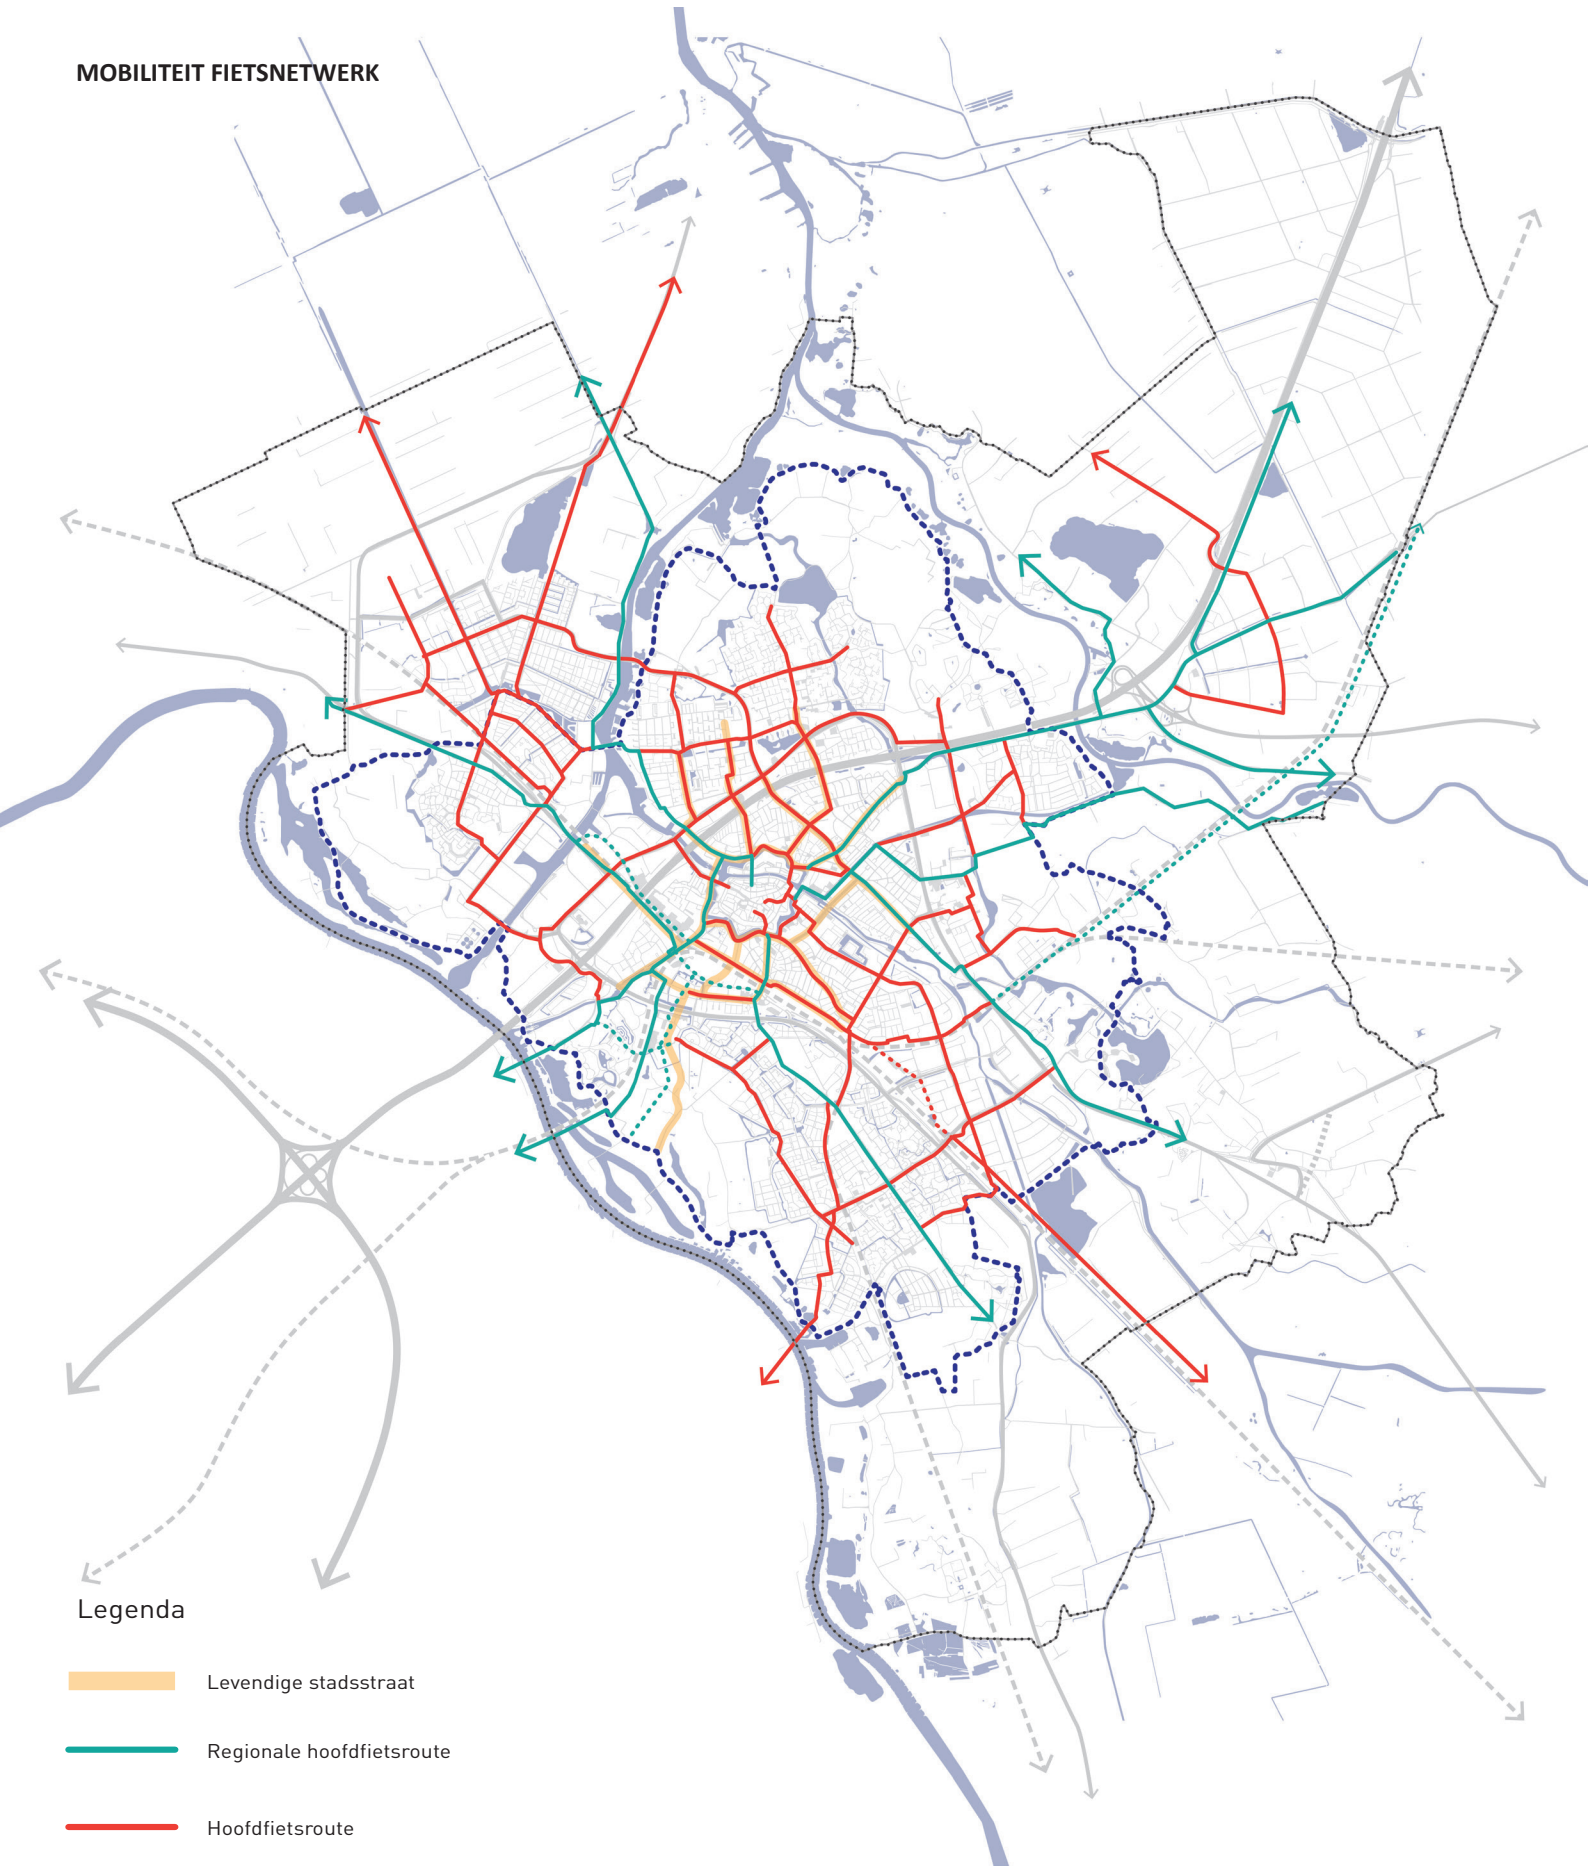 MOBILITEIT FIETSNETWERK
Legenda
Levendige stadsstraat
Regionale hoofdfietsroute
Hoofdfietsroute